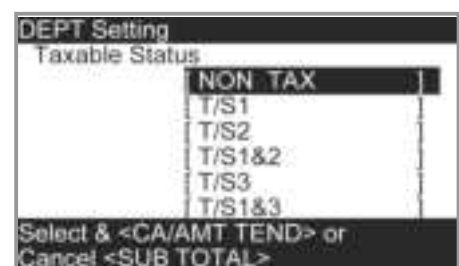 DEPT Setting
Taxable Status
[ NON TAX ]
[ T/S1 ]
[ T/S2 ]
[ T/S1&2 ]
[ T/S3 ]
[ T/S1&3 ]
Select & <CA/AMT TEND> or
Cancel <SUB TOTAL>